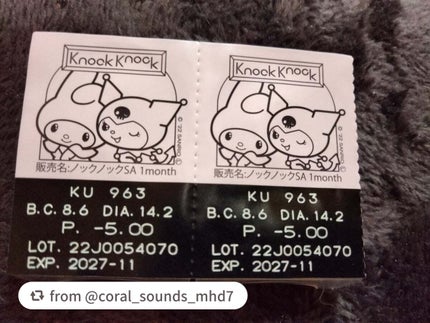 Knock Knock
© '22 SANRIO
販売名:ノックノックSA 1month
KU 963
B.C. 8.6 DIA. 14.2
P. -5.00
LOT. 22J0054070
EXP. 2027-11
Knock Knock
© '22 SANRIO
販売名:ノックノックSA 1month
KU 963
B.C. 8.6 DIA. 14.2
P. -5.00
LOT. 22J0054070
EXP. 2027-11
from @coral_sounds_mhd7